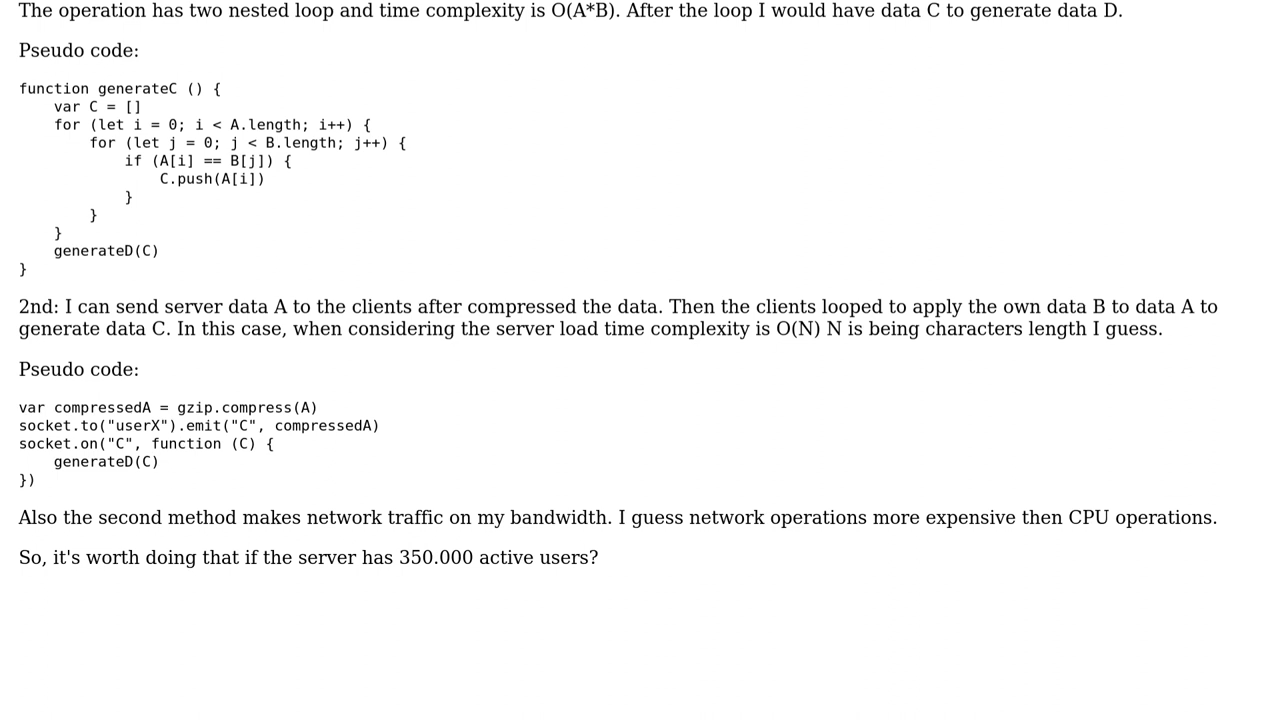 The operation has two nested loop and time complexity is O(A*B). After the loop I would have data C to generate data D.
Pseudo code:
function generateC () {
    var C = []
    for (let i = 0; i < A.length; i++) {
        for (let j = 0; j < B.length; j++) {
            if (A[i] == B[j]) {
                C.push(A[i])
            }
        }
    }
    generateD(C)
}
2nd: I can send server data A to the clients after compressed the data. Then the clients looped to apply the own data B to data A to
generate data C. In this case, when considering the server load time complexity is O(N) N is being characters length I guess.
Pseudo code:
var compressedA = gzip.compress(A)
socket.to("userX").emit("C", compressedA)
socket.on("C", function (C) {
    generateD(C)
})
Also the second method makes network traffic on my bandwidth. I guess network operations more expensive then CPU operations.
So, it's worth doing that if the server has 350.000 active users?